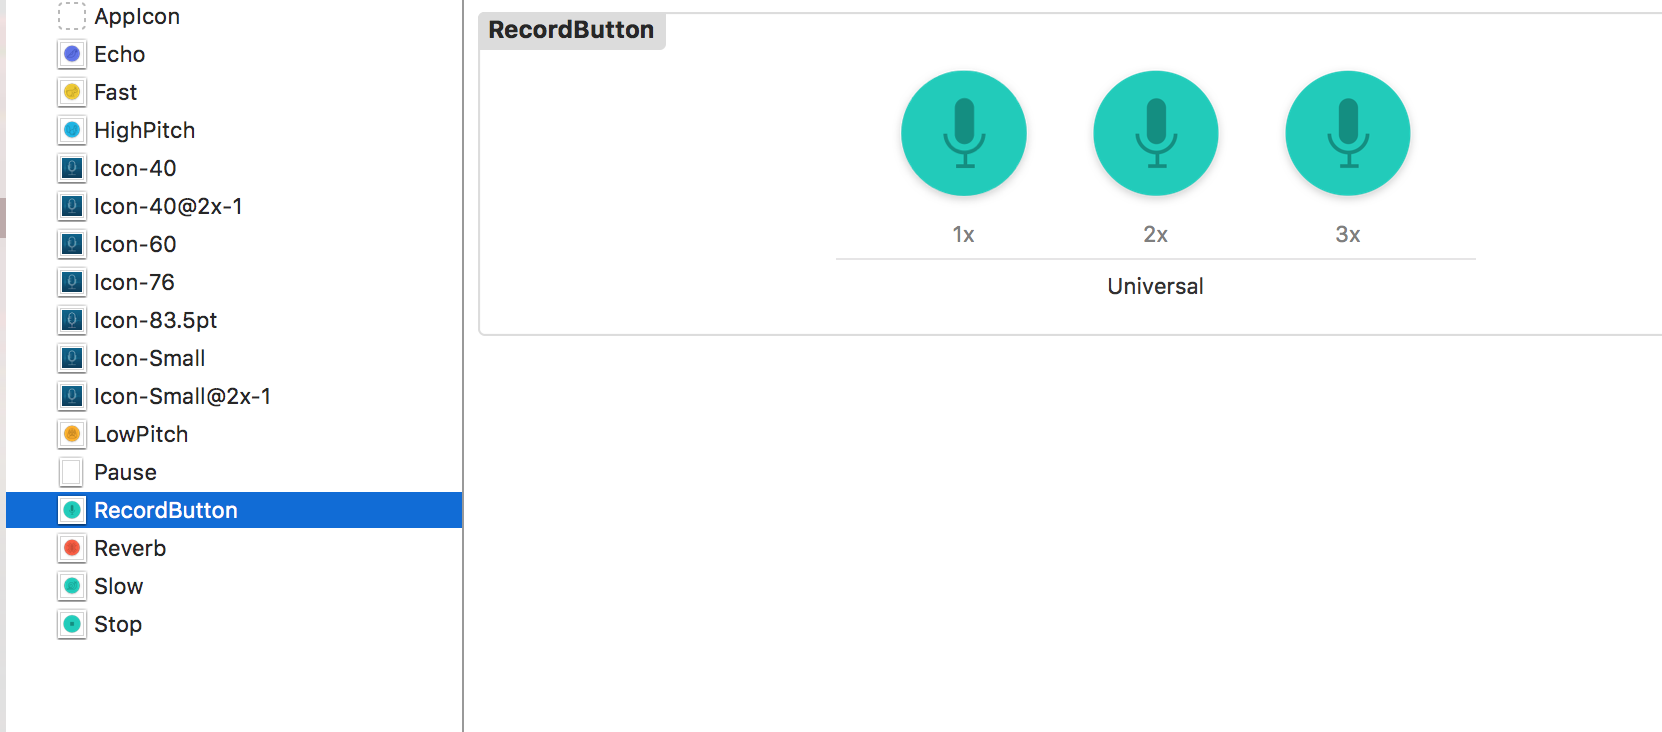 AppIcon
Echo
Fast
HighPitch
Icon-40
Icon-40@2x-1
Icon-60
Icon-76
Icon-83.5pt
Icon-Small
Icon-Small@2x-1
LowPitch
Pause
RecordButton
Reverb
Slow
Stop
RecordButton
1x 2x 3x
Universal